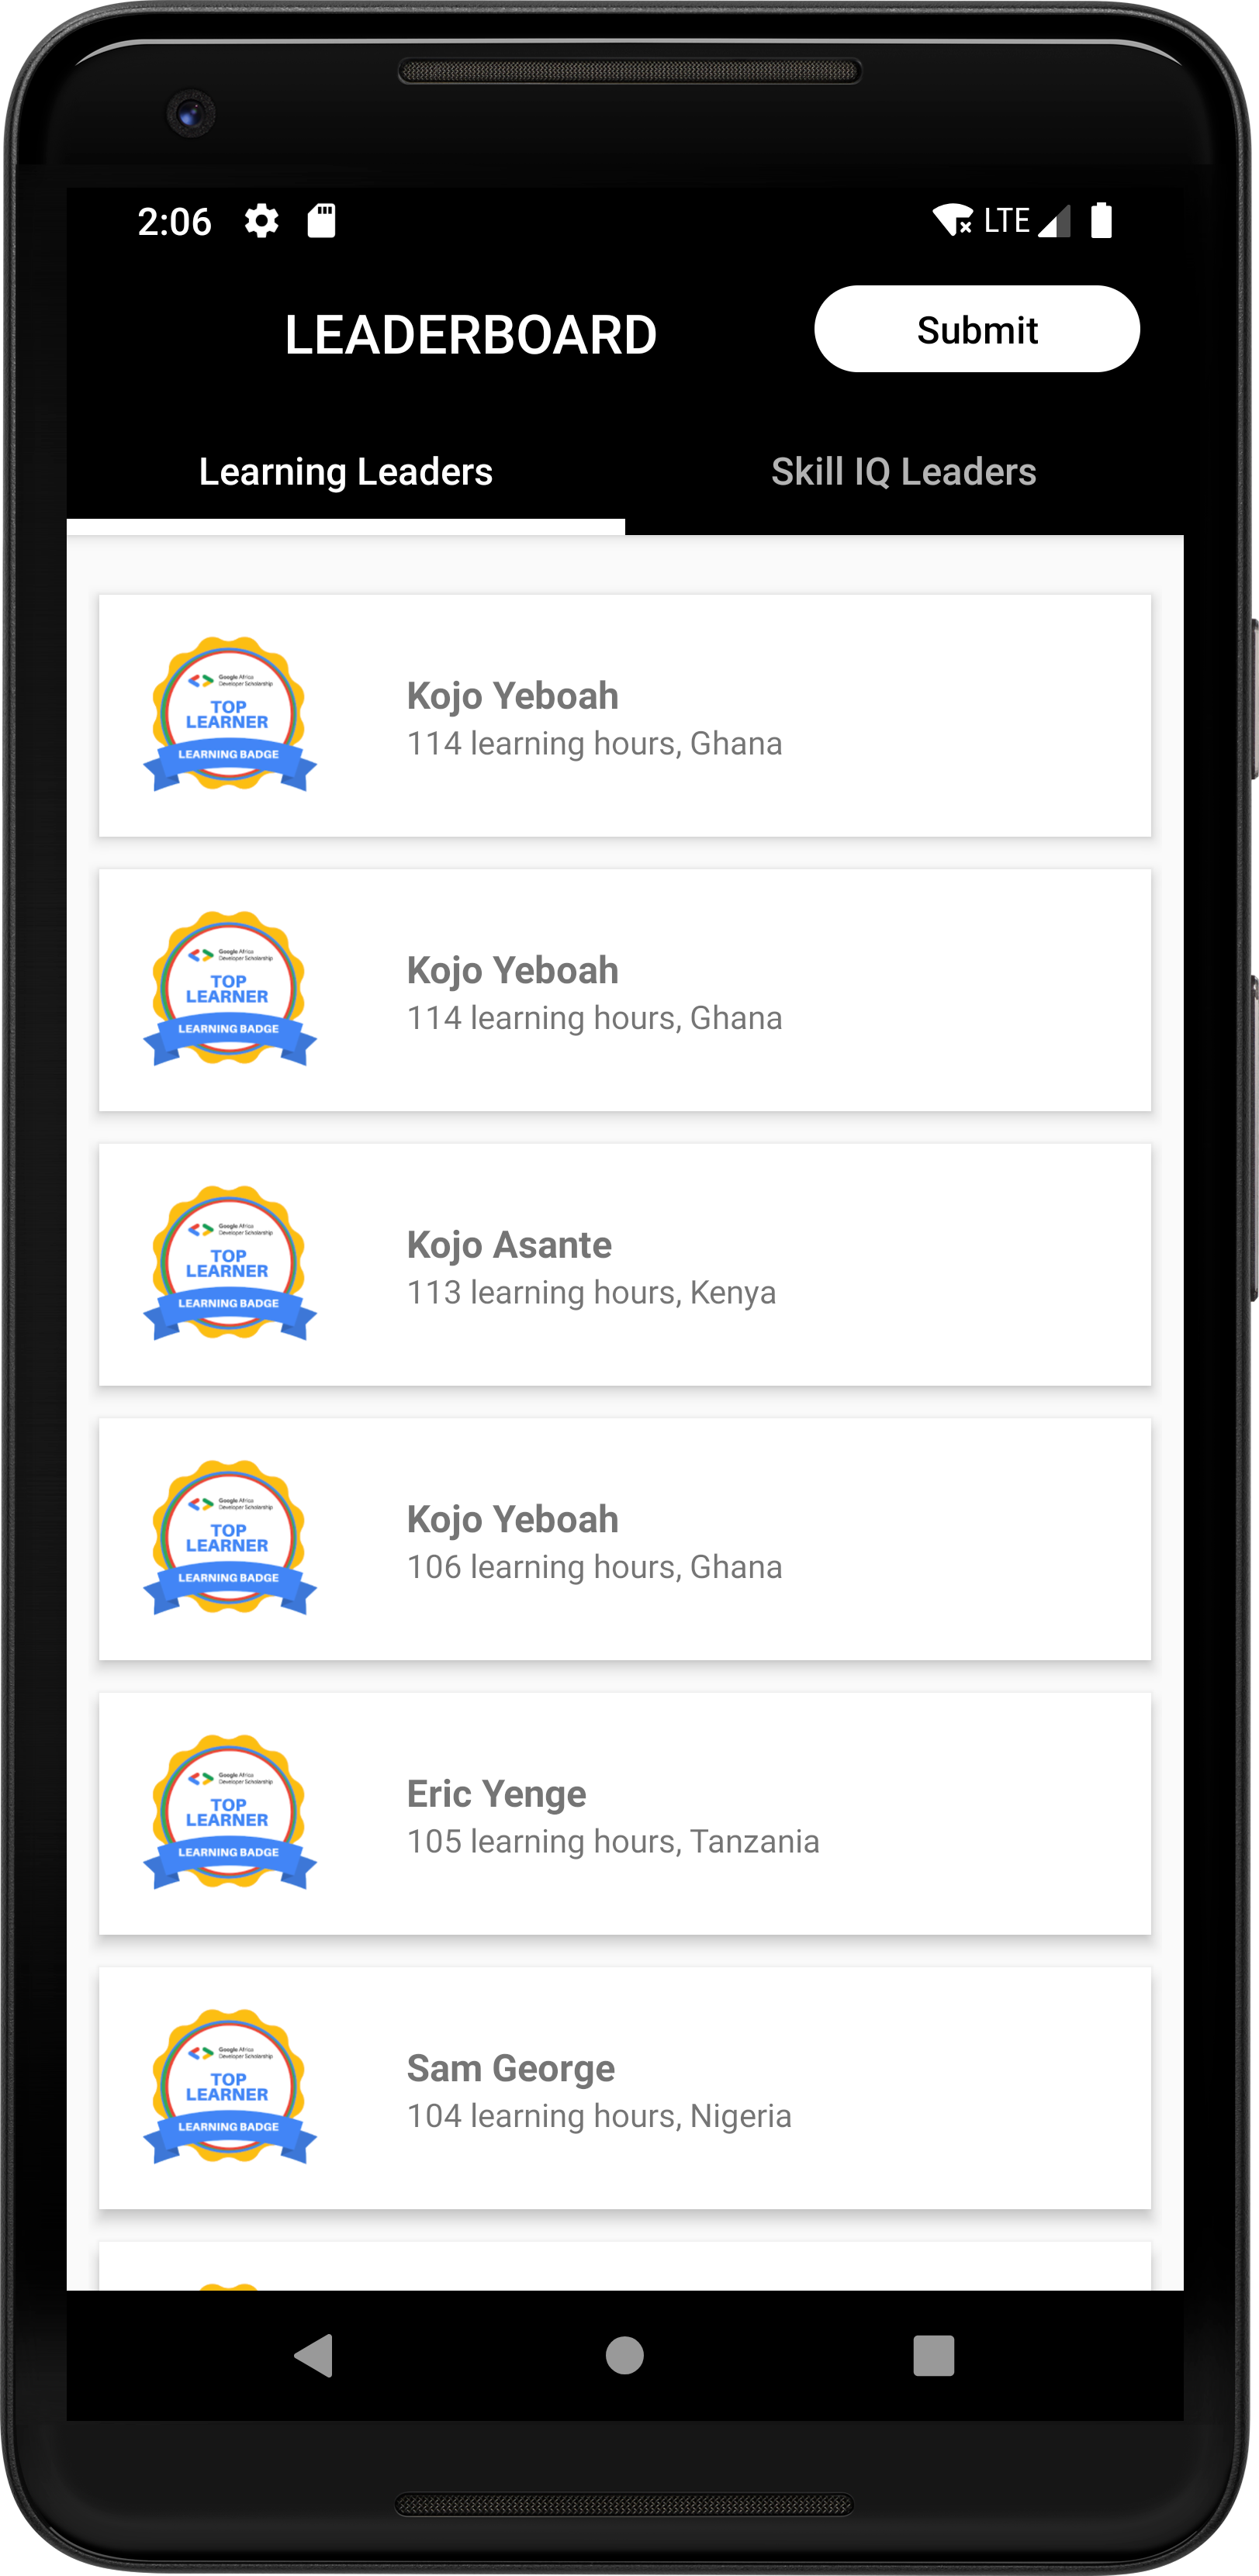 2:06 LTE
LEADERBOARD
Submit
Learning Leaders
Skill IQ Leaders
Google Africa
Developer Scholarship
TOP
LEARNER
LEARNING BADGE
Kojo Yeboah
114 learning hours, Ghana
Google Africa
Developer Scholarship
TOP
LEARNER
LEARNING BADGE
Kojo Yeboah
114 learning hours, Ghana
Google Africa
Developer Scholarship
TOP
LEARNER
LEARNING BADGE
Kojo Asante
113 learning hours, Kenya
Google Africa
Developer Scholarship
TOP
LEARNER
LEARNING BADGE
Kojo Yeboah
106 learning hours, Ghana
Google Africa
Developer Scholarship
TOP
LEARNER
LEARNING BADGE
Eric Yenge
105 learning hours, Tanzania
Google Africa
Developer Scholarship
TOP
LEARNER
LEARNING BADGE
Sam George
104 learning hours, Nigeria